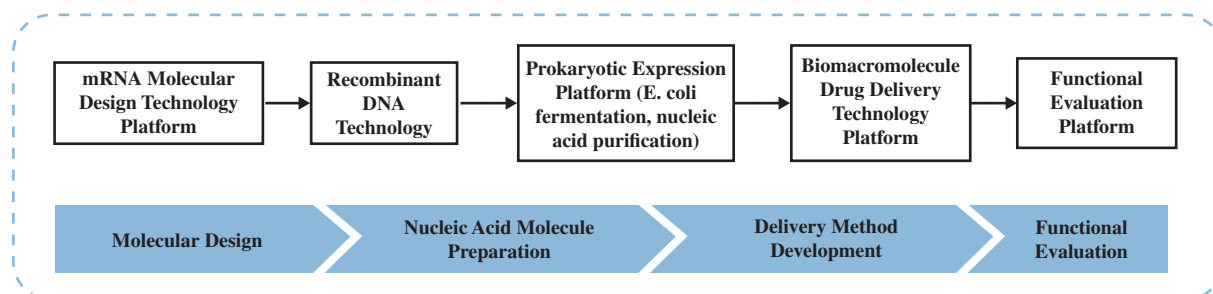 mRNA Molecular
Design Technology
Platform
Recombinant
DNA
Technology
Prokaryotic Expression
Platform (E. coli
fermentation, nucleic
acid purification)
Biomacromolecule
Drug Delivery
Technology
Platform
Functional
Evaluation
Platform
Molecular Design
Nucleic Acid Molecule
Preparation
Delivery Method
Development
Functional
Evaluation